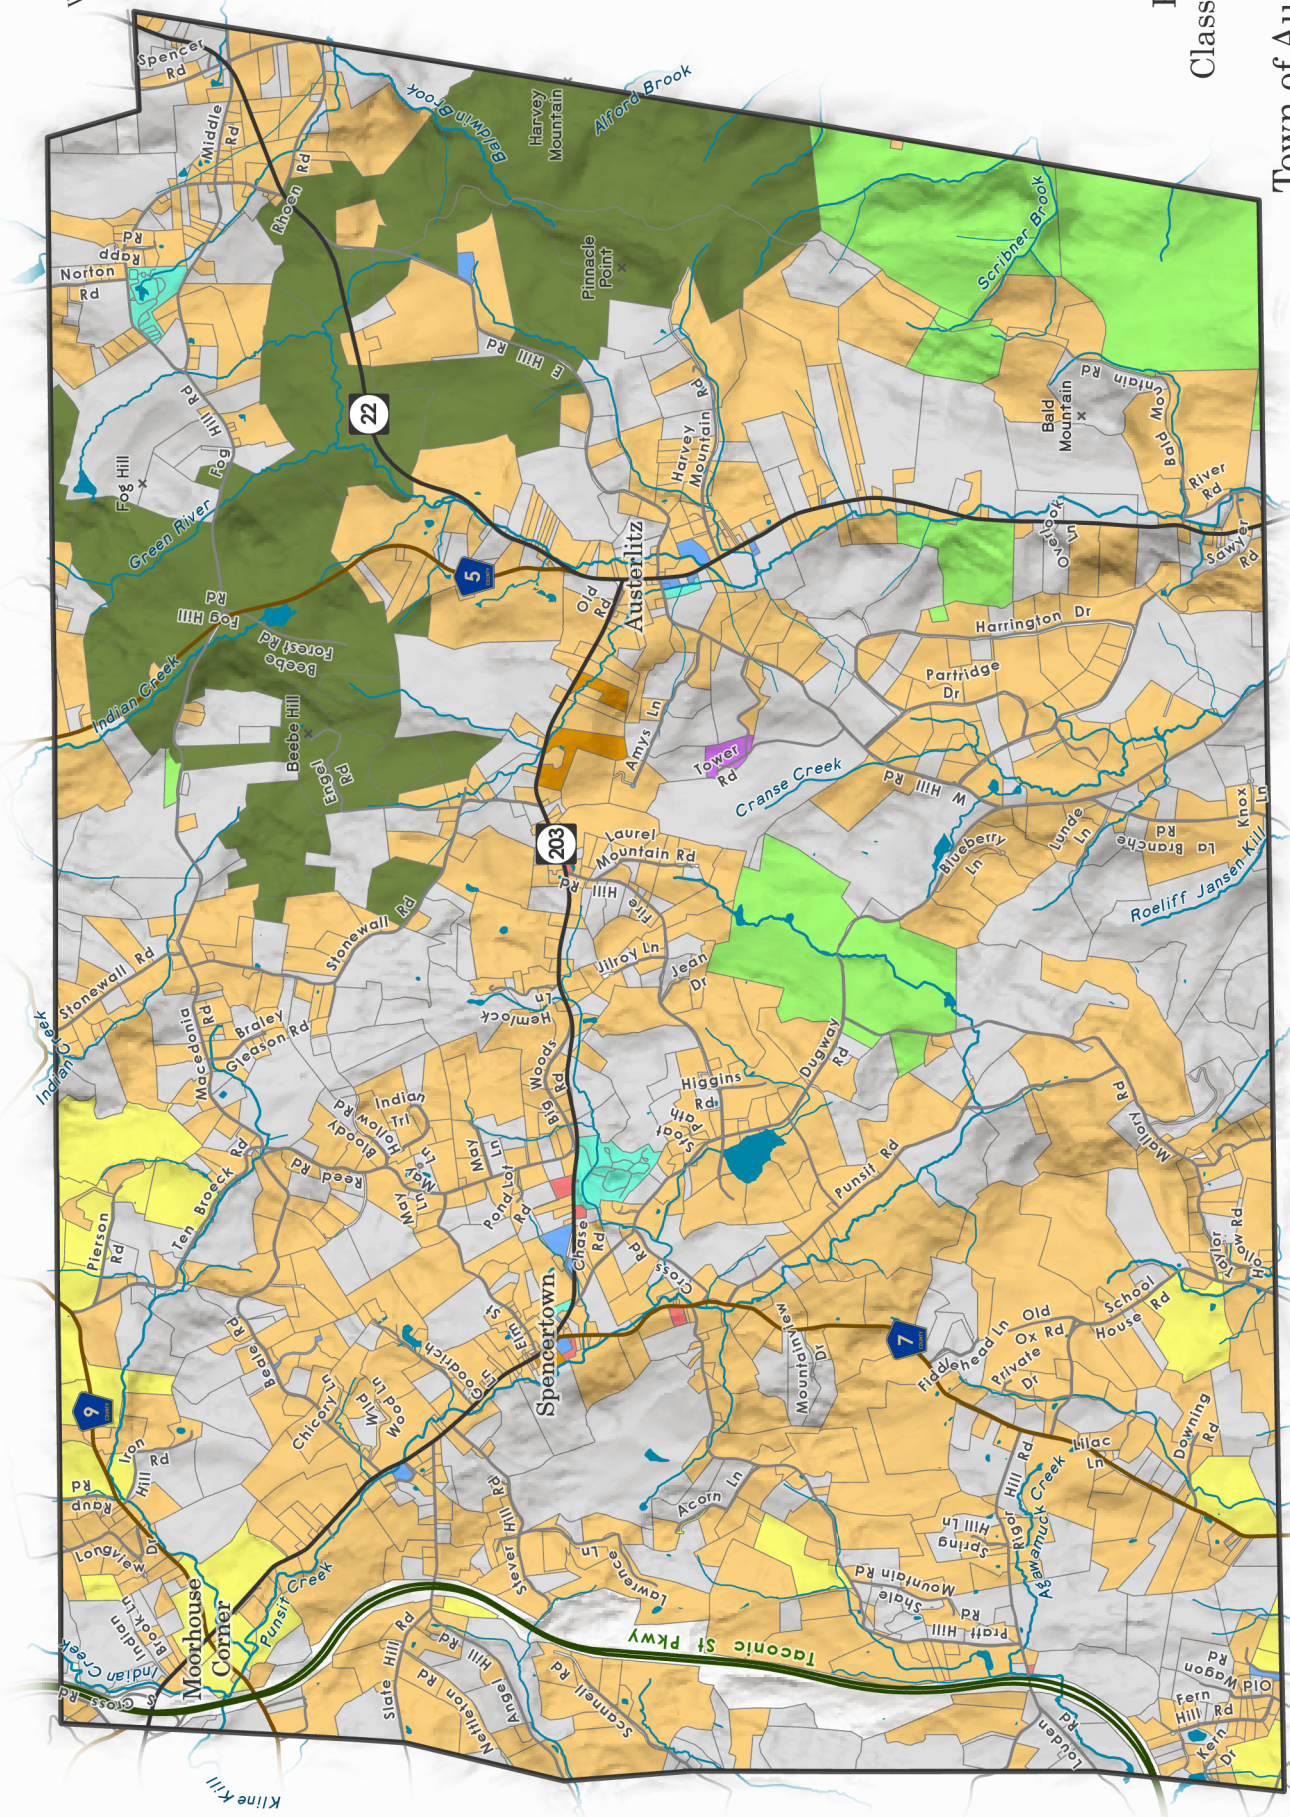 Class
Town of Au
Spencer
Rd
Middle
Rd
Rhoen Rd
Baldwin Brook
Harvey
Mountain
Alford Brook
Rapp
Rd
Norton
Rd
Pinnacle
Point
Scribner Brook
Fog Hill Rd
E Hill Rd
22
Harvey
Mountain Rd
Bald
Mountain
Bald Mountain Rd
Fog Hill
Green River
River
Rd
Overlook
Ln
Sawyer
Rd
5
COUNTY
Austerlitz
Old
Rd
Fog Hill
Rd
Beebe
Forest Rd
Indian Creek
Harrington Dr
Partridge
Dr
Beebe Hill
Engel
Rd
Amys Ln
Tower
Rd
Cranse Creek
W Hill Rd
203
Laurel
Mountain Rd
Fire Hill Rd
Blueberry
Ln
Lunde
Ln
La Branche
Rd
Knox
Ln
Roeliff Jansen Kill
Stonewall Rd
Stonewall Rd
Jilroy Ln
Jean
Dr
Hemlock
Ln
Indian Creek
Macedonia
Rd
Braley
Gleason Rd
Big Woods
Rd
Higgins
Rd
Dugway
Rd
Sloat
Path
Indian
Trl
Bloody
Hollow Rd
May
Ln
May
Ln
May
Ln
Reed Rd
Pond Lot
Rd
Punsit Rd
Mallory Rd
Ten Broeck Rd
Pierson
Rd
Chase
Rd
Cross Rd
Taylor
Hollow Rd
School
House Rd
Spencertown
Elm St
Goodrich
Ln
Beale Rd
Mountainview
Dr
7
COUNTY
Fiddlehead Ln
Old
Ox Rd
Private
Dr
9
COUNTY
Chicory Ln
Wild
Wood Ln
Iron
Hill Rd
Raup
Rd
Longview
Dr
Stever Hill Rd
Acorn Ln
Lilac
Ln
Downing
Rd
Rigor Hill Rd
Spring
Hill Ln
Agawamuck Creek
Lawrence Ln
Shale
Mountain Rd
Pratt Hill Rd
Moorhouse
Corner
Punsit Creek
Indian
Brook Ln
Indian Creek
S Cross Rd
Taconic St Pkwy
Slate Hill Rd
Angel Hill Rd
Nettleton Rd
Scannell Rd
Louden Rd
Old Wagon
Rd
Fern
Hill Rd
Kern
Dr
Kline Kill